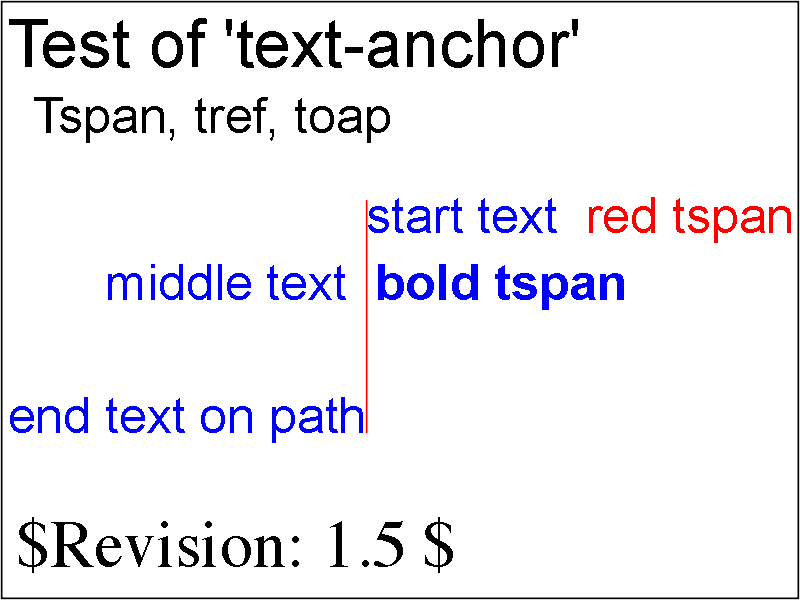 Test of 'text-anchor'
Tspan, tref, toap
start text  red tspan
middle text  bold tspan
end text on path
$Revision: 1.5 $